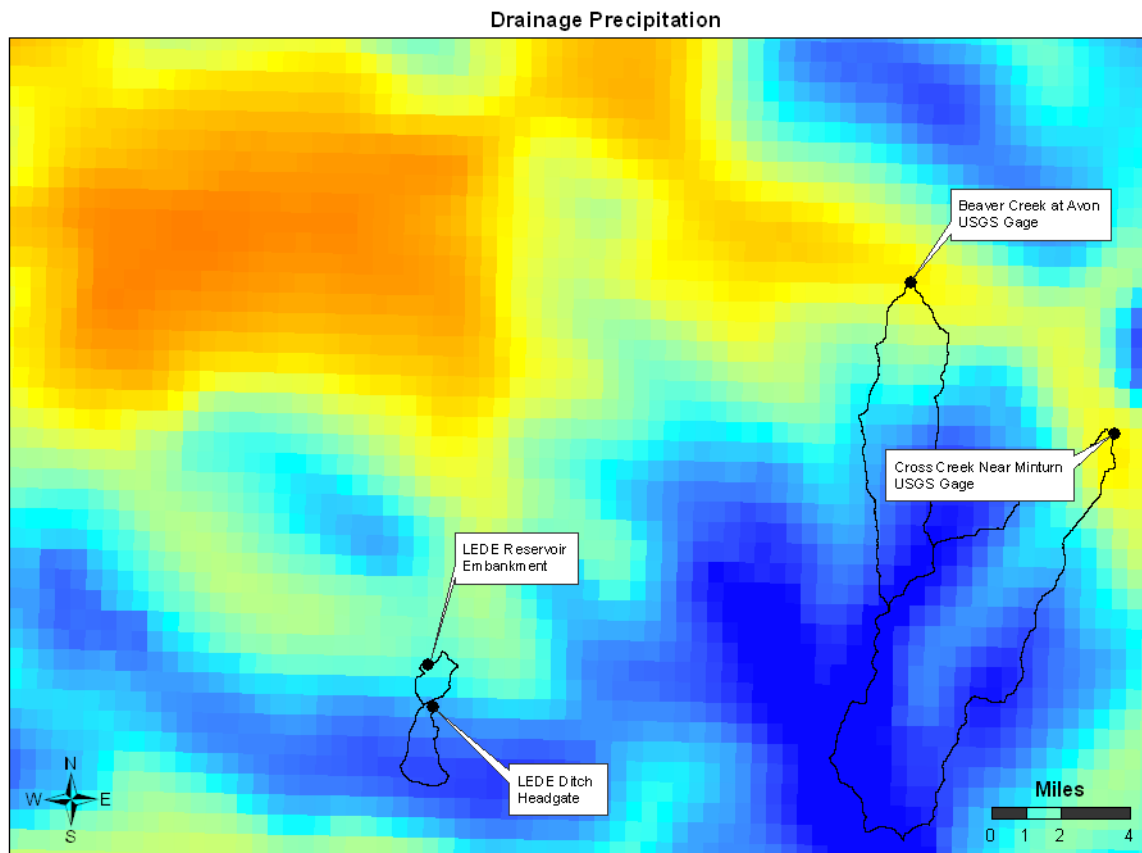 Drainage Precipitation
Beaver Creek at Avon
USGS Gage
Cross Creek Near Minturn
USGS Gage
LEDE Reservoir
Embankment
LEDE Ditch
Headgate
N
W E
S
Miles
0 1 2 4